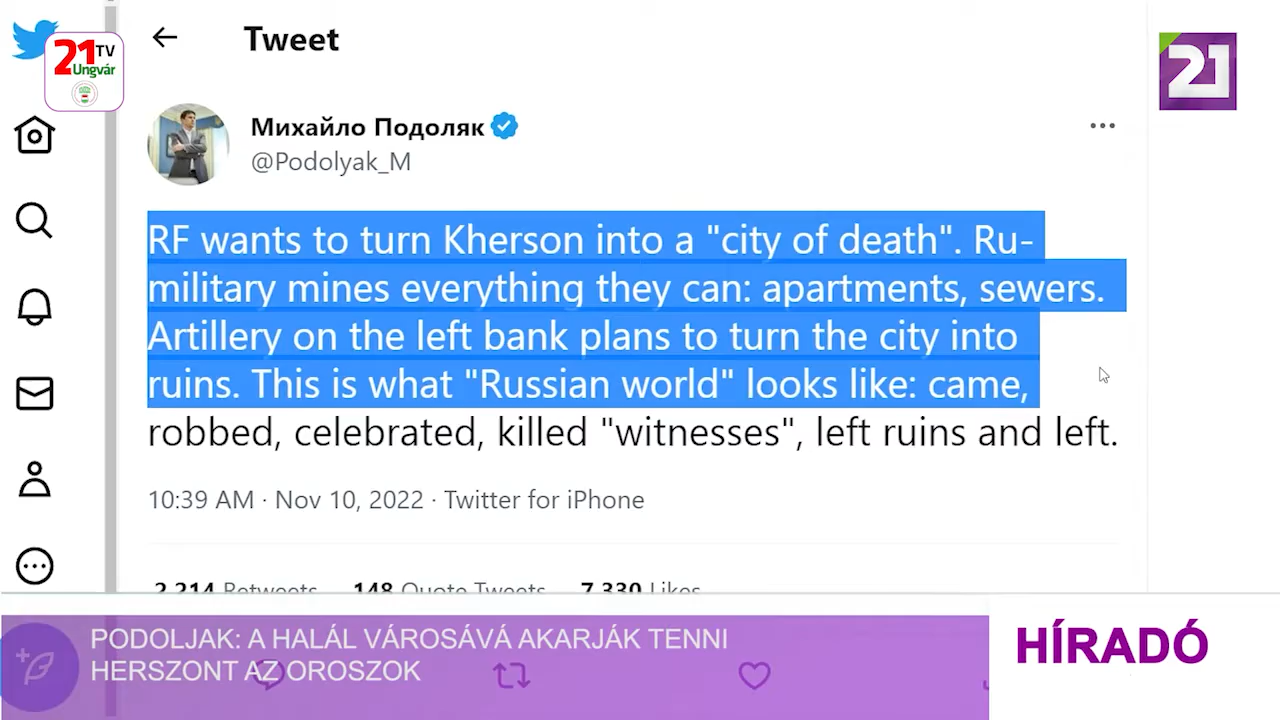 Tweet
21 TV
Ungvár
21
Михайло Подоляк
@Podolyak_M
RF wants to turn Kherson into a "city of death". Ru-
military mines everything they can: apartments, sewers.
Artillery on the left bank plans to turn the city into
ruins. This is what "Russian world" looks like: came,
robbed, celebrated, killed "witnesses", left ruins and left.
10:39 AM · Nov 10, 2022 · Twitter for iPhone
2,214 Retweets 148 Quote Tweets 7,330 Likes
PODOLJAK: A HALÁL VÁROSÁVÁ AKARJÁK TENNI
HERSZONT AZ OROSZOK
HÍRADÓ